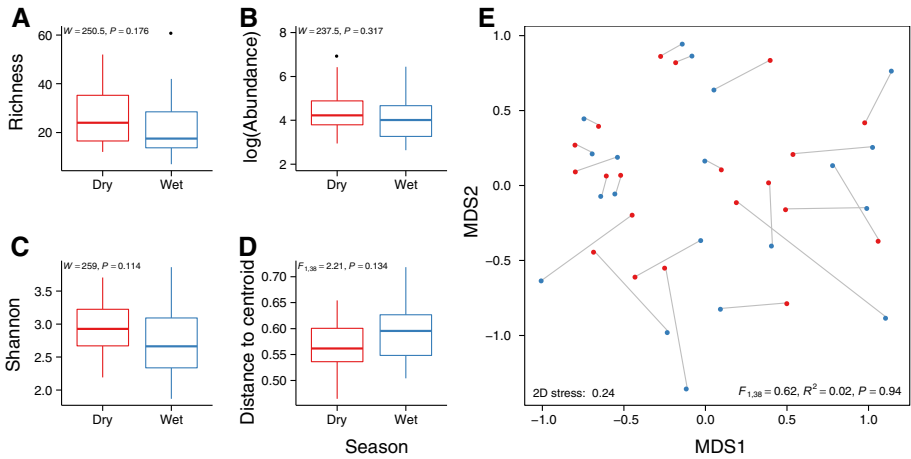 A
W = 250.5, P = 0.176
Richness
60
40
20
Dry
Wet
B
W = 237.5, P = 0.317
log(Abundance)
8
6
4
2
Dry
Wet
C
W = 259, P = 0.114
Shannon
3.5
3.0
2.5
2.0
Dry
Wet
D
F1,38 = 2.21, P = 0.134
Distance to centroid
0.70
0.65
0.60
0.55
0.50
Dry
Wet
Season
E
MDS2
1.0
0.5
0.0
−0.5
−1.0
2D stress: 0.24
F1,38 = 0.62, R2 = 0.02, P = 0.94
−1.0
−0.5
0.0
0.5
1.0
MDS1